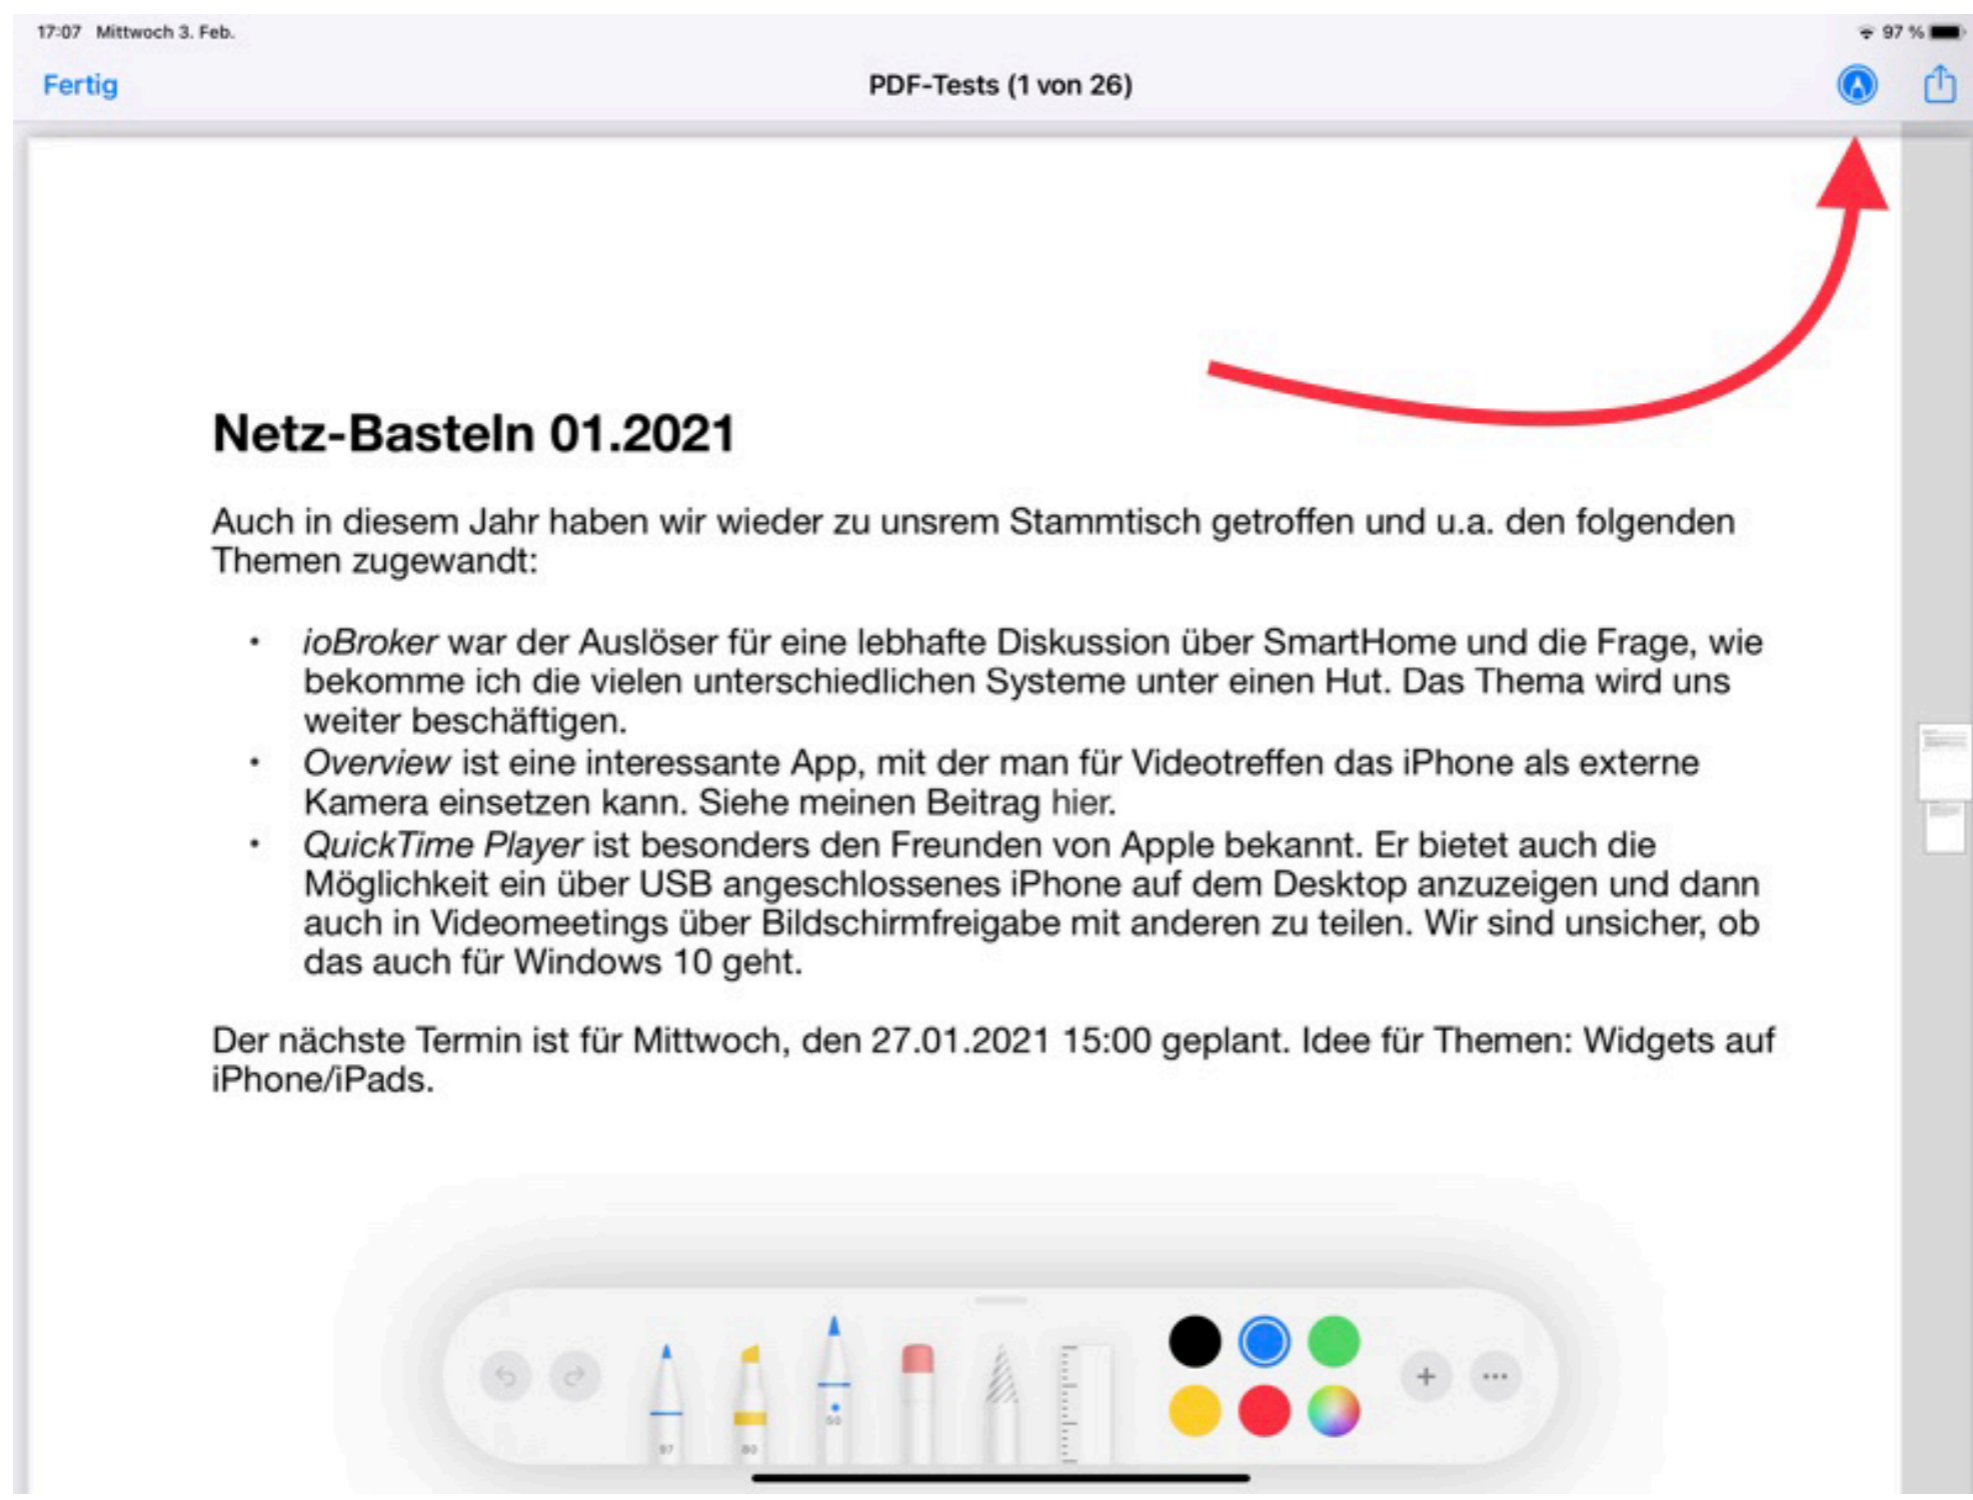 17:07 Mittwoch 3. Feb.
97 %
Fertig
PDF-Tests (1 von 26)
Netz-Basteln 01.2021
Auch in diesem Jahr haben wir wieder zu unsrem Stammtisch getroffen und u.a. den folgenden
Themen zugewandt:
• ioBroker war der Auslöser für eine lebhafte Diskussion über SmartHome und die Frage, wie
bekomme ich die vielen unterschiedlichen Systeme unter einen Hut. Das Thema wird uns
weiter beschäftigen.
• Overview ist eine interessante App, mit der man für Videotreffen das iPhone als externe
Kamera einsetzen kann. Siehe meinen Beitrag hier.
• QuickTime Player ist besonders den Freunden von Apple bekannt. Er bietet auch die
Möglichkeit ein über USB angeschlossenes iPhone auf dem Desktop anzuzeigen und dann
auch in Videomeetings über Bildschirmfreigabe mit anderen zu teilen. Wir sind unsicher, ob
das auch für Windows 10 geht.
Der nächste Termin ist für Mittwoch, den 27.01.2021 15:00 geplant. Idee für Themen: Widgets auf
iPhone/iPads.
97
80
50